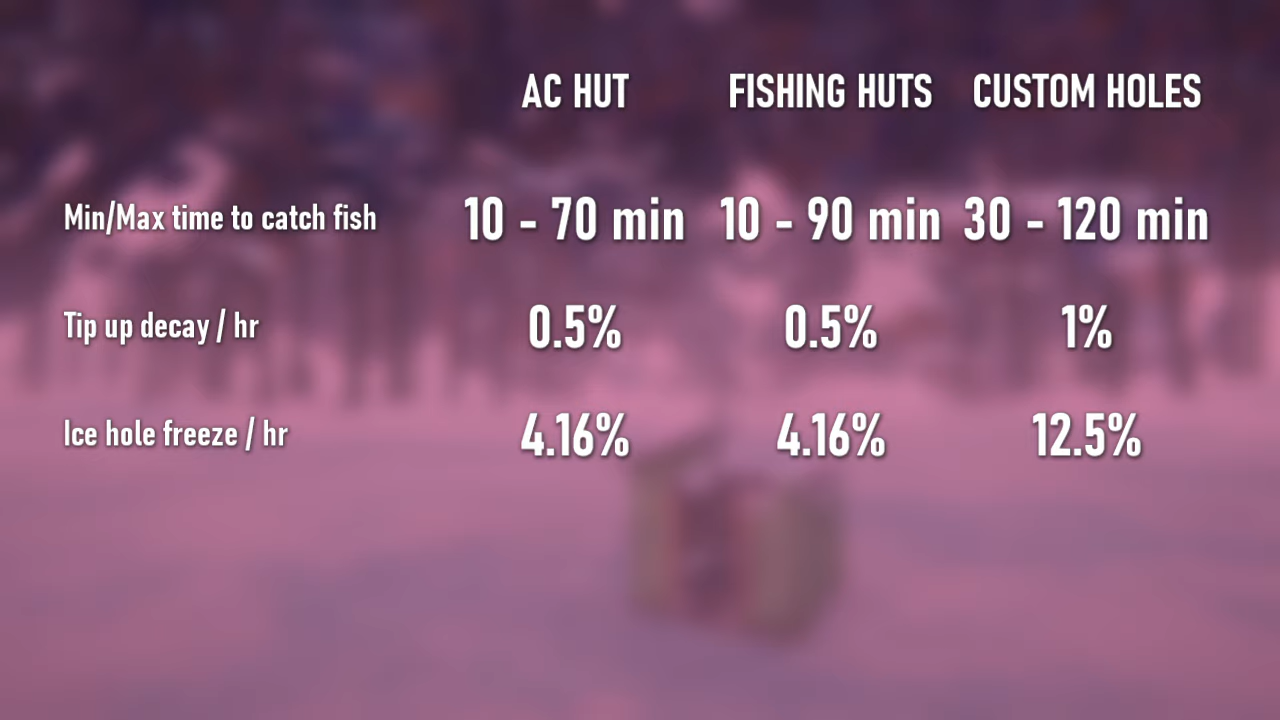 AC HUT FISHING HUTS CUSTOM HOLES
Min/Max time to catch fish 10 - 70 min 10 - 90 min 30 - 120 min
Tip up decay / hr 0.5% 0.5% 1%
Ice hole freeze / hr 4.16% 4.16% 12.5%